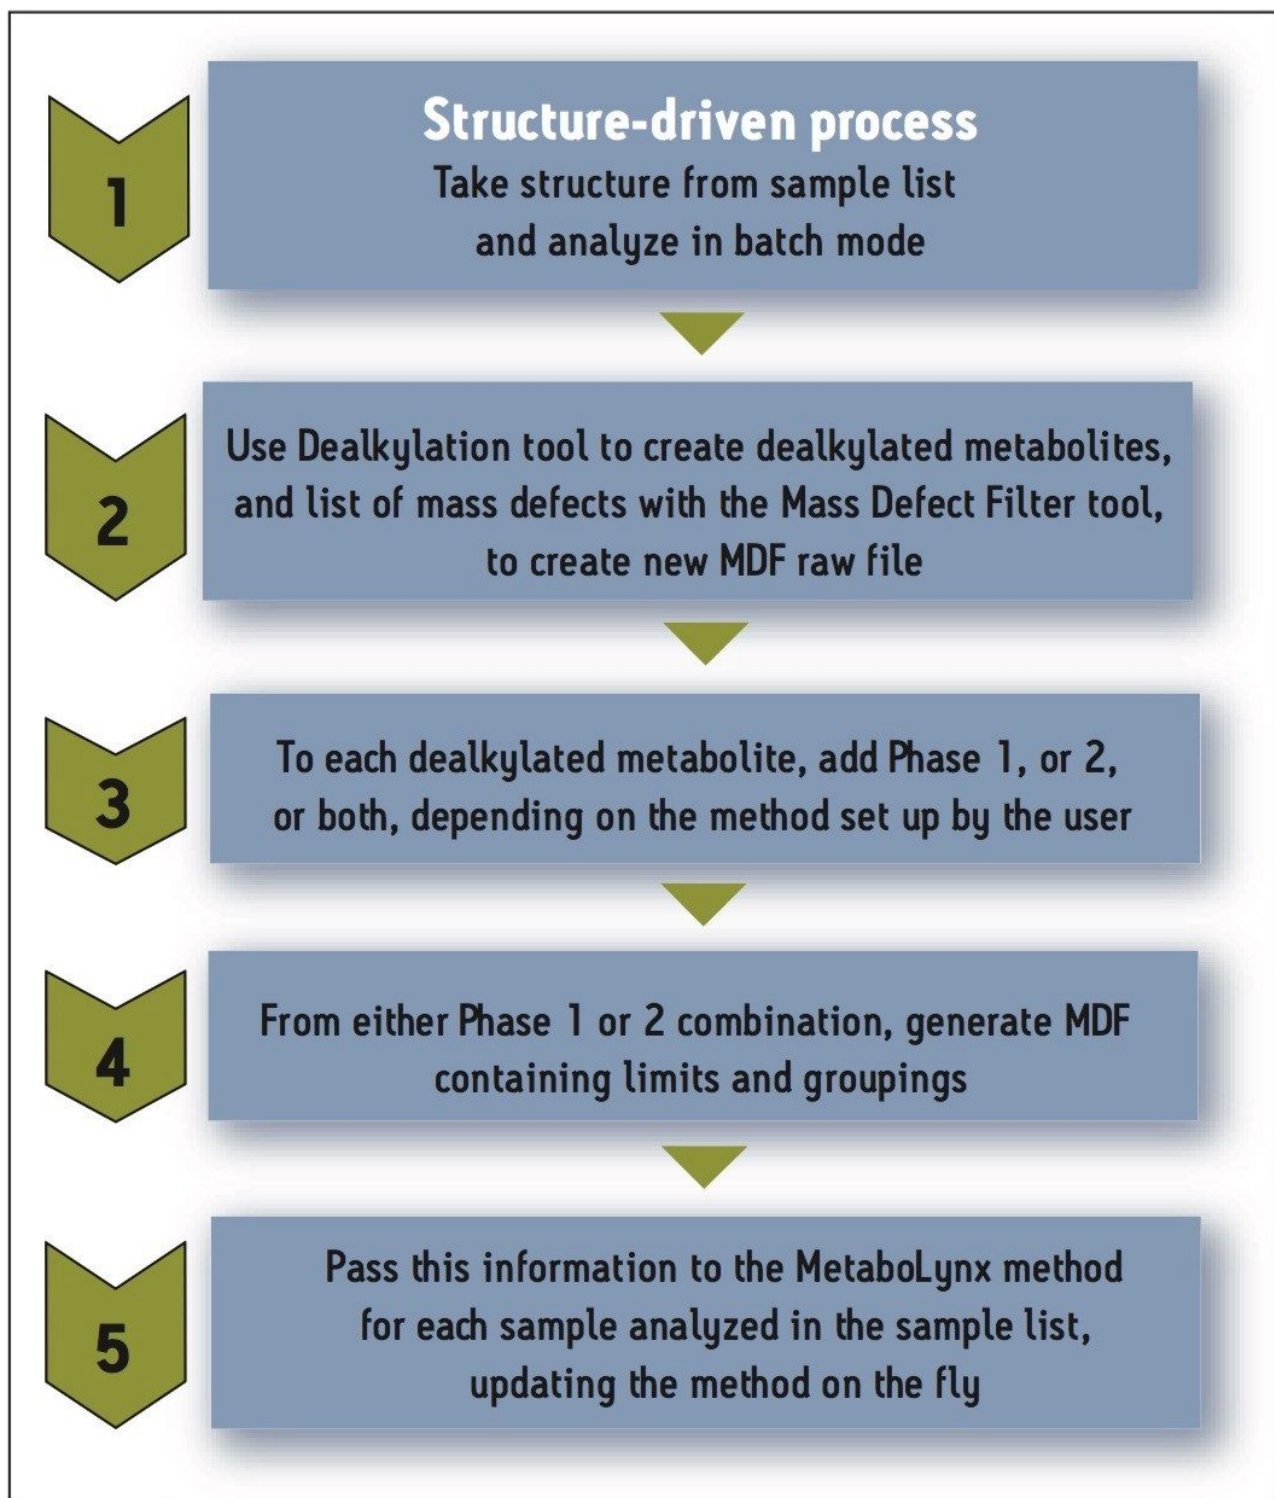 1
Structure-driven process
Take structure from sample list
and analyze in batch mode
2
Use Dealkylation tool to create dealkylated metabolites,
and list of mass defects with the Mass Defect Filter tool,
to create new MDF raw file
3
To each dealkylated metabolite, add Phase 1, or 2,
or both, depending on the method set up by the user
4
From either Phase 1 or 2 combination, generate MDF
containing limits and groupings
5
Pass this information to the MetaboLynx method
for each sample analyzed in the sample list,
updating the method on the fly